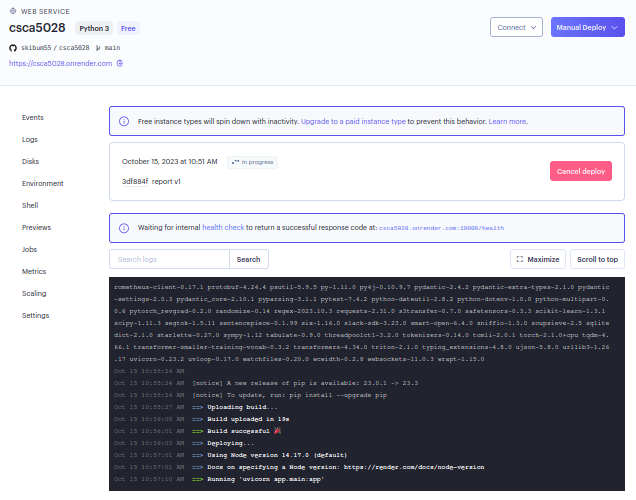 WEB SERVICE
csca5028 Python 3 Free
Connect Manual Deploy
skibum55 / csca5028 main
https://csca5028.onrender.com
Events
Logs
Disks
Environment
Shell
Previews
Jobs
Metrics
Scaling
Settings
Free instance types will spin down with inactivity. Upgrade to a paid instance type to prevent this behavior. Learn more.
October 15, 2023 at 10:51 AM In progress
3df884f report v1
Cancel deploy
Waiting for internal health check to return a successful response code at: csca5028.onrender.com:10000/health
Search logs Search Maximize Scroll to top
rometheus-client-0.17.1 protobuf-4.24.4 psutil-5.9.5 py-1.11.0 py4j-0.10.9.7 pydantic-2.4.2 pydantic-extra-types-2.1.0 pydantic
-settings-2.0.3 pydantic_core-2.10.1 pyparsing-3.1.1 pytest-7.4.2 python-dateutil-2.8.2 python-dotenv-1.0.0 python-multipart-0.
0.6 pytorch_revgrad-0.2.0 randomize-0.14 regex-2023.10.3 requests-2.31.0 s3transfer-0.7.0 safetensors-0.3.3 scikit-learn-1.3.1
scipy-1.11.3 segtok-1.5.11 sentencepiece-0.1.99 six-1.16.0 slack-sdk-3.23.0 smart-open-6.4.0 sniffio-1.3.0 soupsieve-2.5 sqlite
dict-2.1.0 starlette-0.27.0 sympy-1.12 tabulate-0.9.0 threadpoolctl-3.2.0 tokenizers-0.14.0 tomli-2.0.1 torch-2.1.0+cpu tqdm-4.
66.1 transformer-smaller-training-vocab-0.3.2 transformers-4.34.0 triton-2.1.0 typing_extensions-4.8.0 ujson-5.8.0 urllib3-1.26
.17 uvicorn-0.23.2 uvloop-0.17.0 watchfiles-0.20.0 wcwidth-0.2.8 websockets-11.0.3 wrapt-1.15.0
Oct 15 10:55:24 AM
Oct 15 10:55:24 AM [notice] A new release of pip is available: 23.0.1 -> 23.3
Oct 15 10:55:24 AM [notice] To update, run: pip install --upgrade pip
Oct 15 10:55:27 AM ==> Uploading build...
Oct 15 10:56:00 AM ==> Build uploaded in 19s
Oct 15 10:56:01 AM ==> Build successful 🎉
Oct 15 10:56:03 AM ==> Deploying...
Oct 15 10:57:01 AM ==> Using Node version 14.17.0 (default)
Oct 15 10:57:01 AM ==> Docs on specifying a Node version: https://render.com/docs/node-version
Oct 15 10:57:10 AM ==> Running 'uvicorn app.main:app'